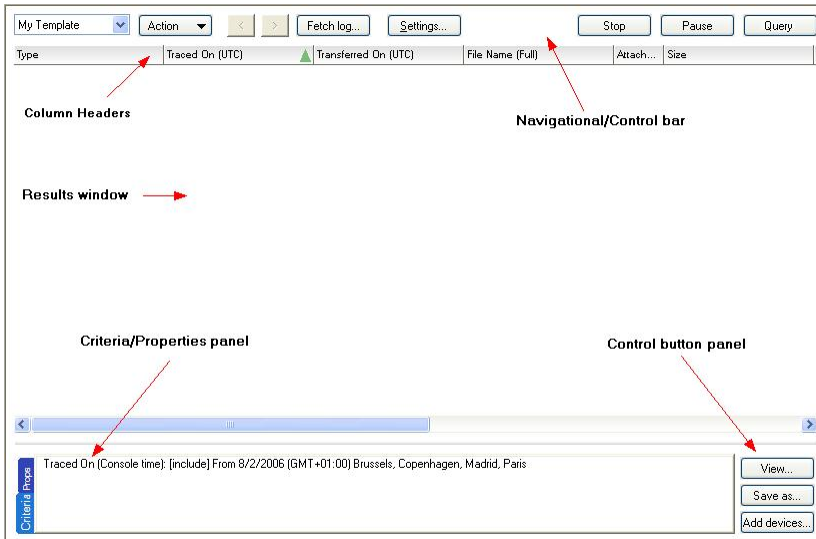 My Template Action < > Fetch log... Settings... Stop Pause Query
Type Traced On (UTC) Transferred On (UTC) File Name (Full) Attach... Size
Column Headers
Navigational/Control bar
Results window
Criteria/Properties panel
Control button panel
Props
Criteria
Traced On (Console time): [include] From 8/2/2006 (GMT+01:00) Brussels, Copenhagen, Madrid, Paris
View...
Save as...
Add devices...